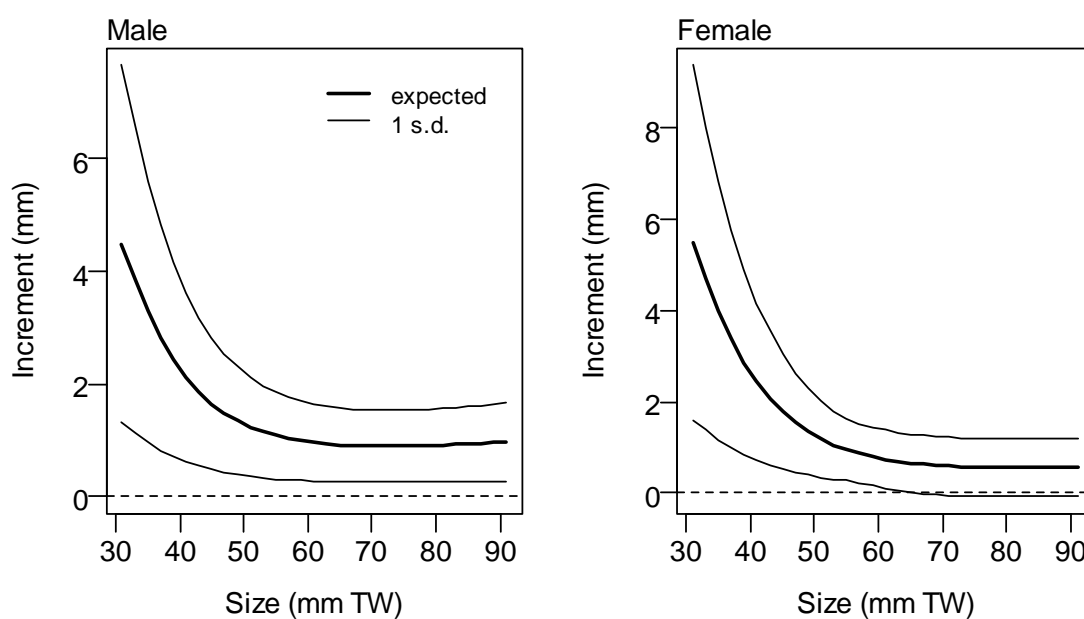 Male
expected
1 s.d.
Increment (mm)
6
4
2
0
30 40 50 60 70 80 90
Size (mm TW)
Female
Increment (mm)
8
6
4
2
0
30 40 50 60 70 80 90
Size (mm TW)